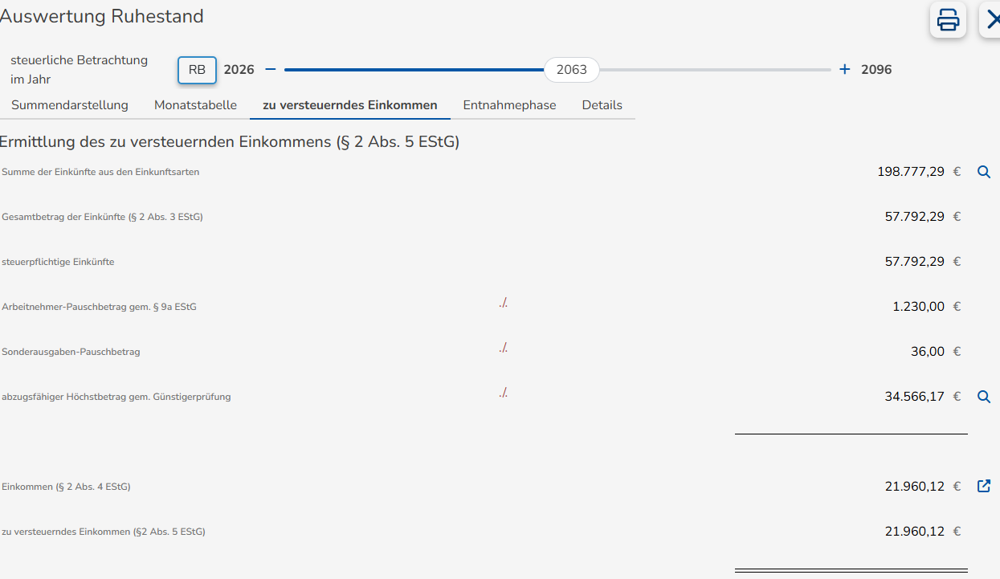 Auswertung Ruhestand
steuerliche Betrachtung
im Jahr
RB 2026 − 2063 + 2096
Summendarstellung Monatstabelle zu versteuerndes Einkommen Entnahmephase Details
Ermittlung des zu versteuernden Einkommens (§ 2 Abs. 5 EStG)
Summe der Einkünfte aus den Einkunftsarten 198.777,29 €
Gesamtbetrag der Einkünfte (§ 2 Abs. 3 EStG) 57.792,29 €
steuerpflichtige Einkünfte 57.792,29 €
Arbeitnehmer-Pauschbetrag gem. § 9a EStG ./. 1.230,00 €
Sonderausgaben-Pauschbetrag ./. 36,00 €
abzugsfähiger Höchstbetrag gem. Günstigerprüfung ./. 34.566,17 €
Einkommen (§ 2 Abs. 4 EStG) 21.960,12 €
zu versteuerndes Einkommen (§2 Abs. 5 EStG) 21.960,12 €